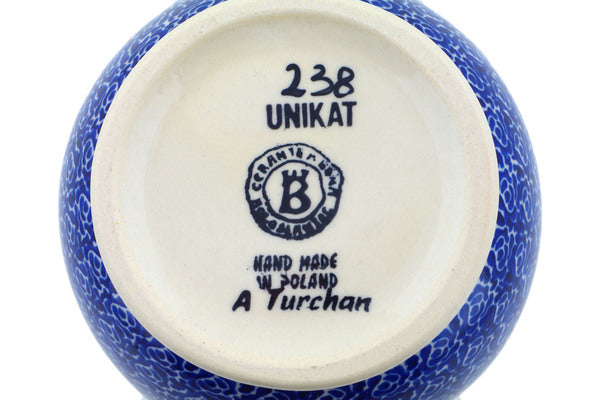 238
UNIKAT
B
HAND MADE
IN POLAND
A Turchan